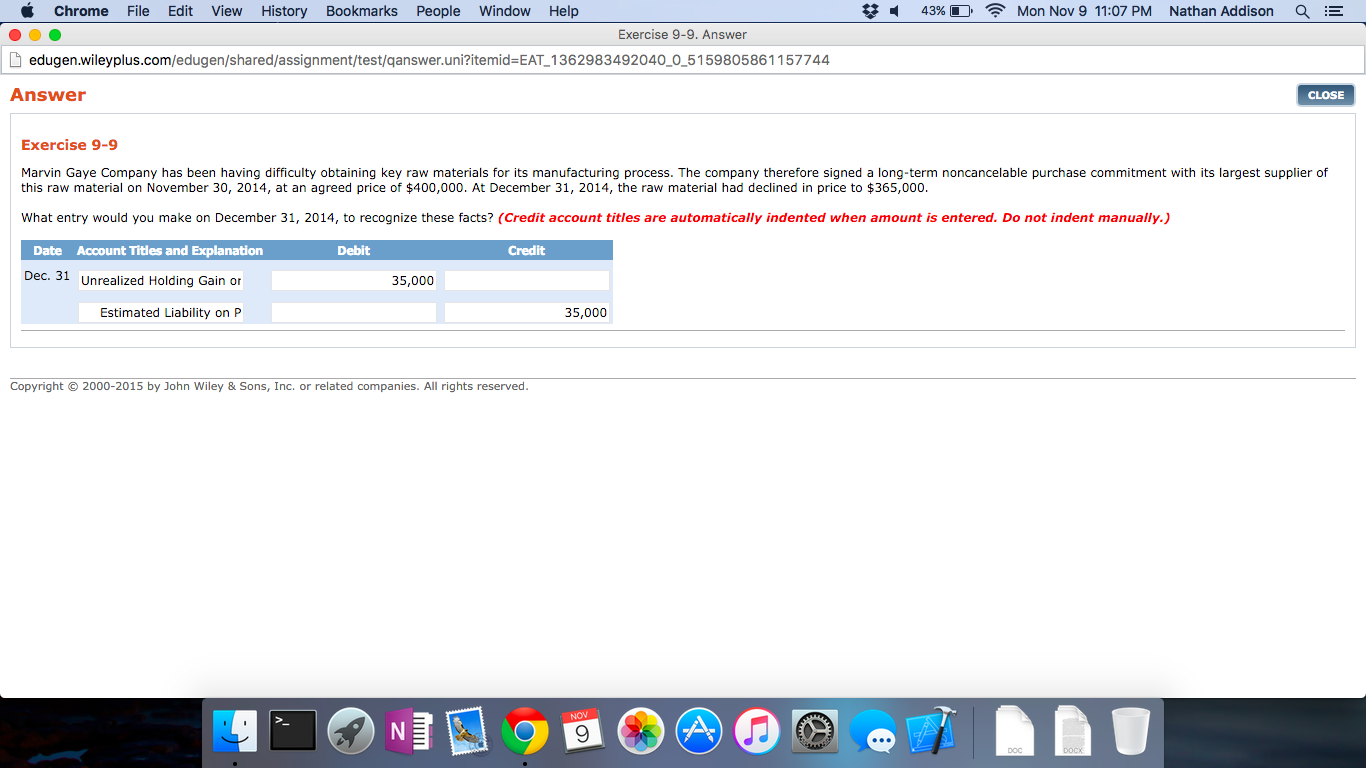 Chrome File Edit View History Bookmarks People Window Help 43% Mon Nov 9 11:07 PM Nathan Addison
Exercise 9-9. Answer
edugen.wileyplus.com/edugen/shared/assignment/test/qanswer.uni?itemid=EAT_1362983492040_0_5159805861157744
Answer
CLOSE
Exercise 9-9
Marvin Gaye Company has been having difficulty obtaining key raw materials for its manufacturing process. The company therefore signed a long-term noncancelable purchase commitment with its largest supplier of
this raw material on November 30, 2014, at an agreed price of $400,000. At December 31, 2014, the raw material had declined in price to $365,000.
What entry would you make on December 31, 2014, to recognize these facts? (Credit account titles are automatically indented when amount is entered. Do not indent manually.)
Date Account Titles and Explanation Debit Credit
Dec. 31 Unrealized Holding Gain or 35,000
Estimated Liability on P 35,000
Copyright © 2000-2015 by John Wiley & Sons, Inc. or related companies. All rights reserved.
>_
N
NOV
9
DOC
DOCX